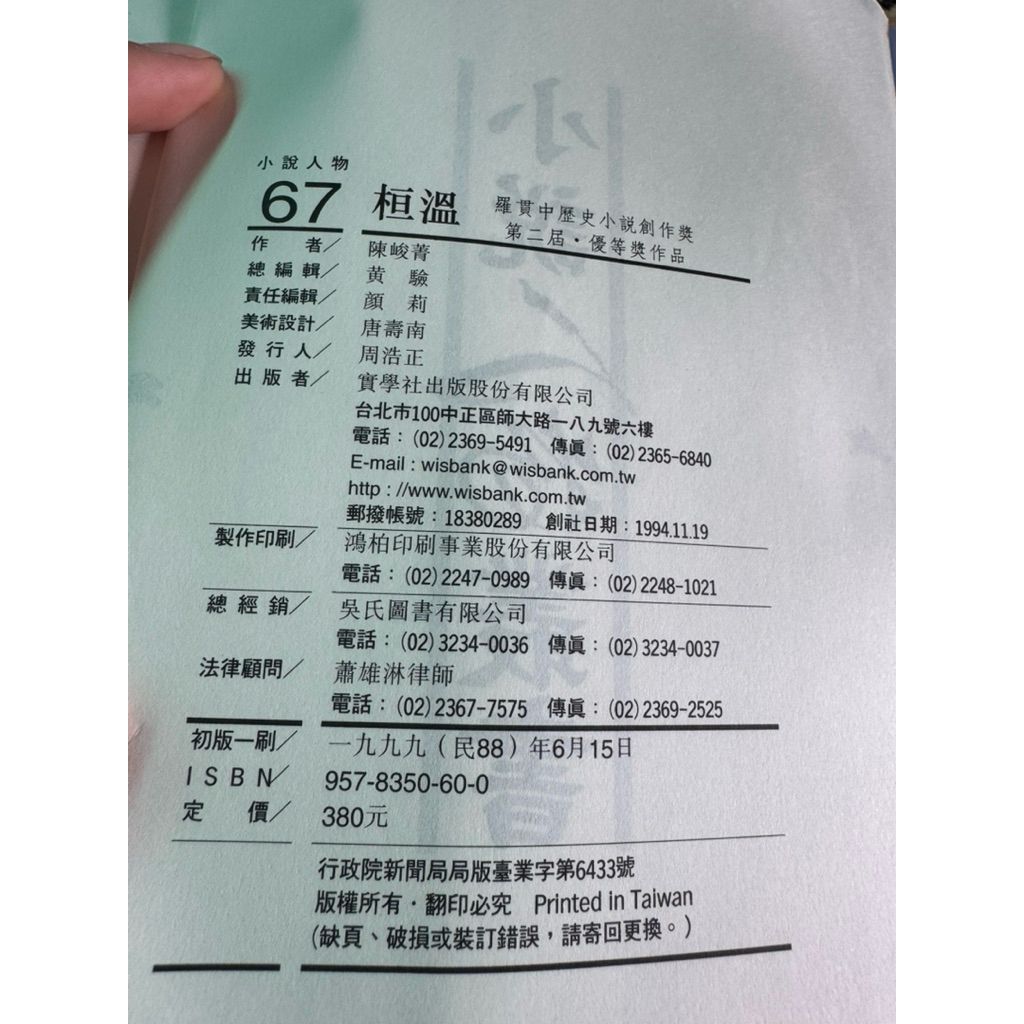 小說人物
67 桓溫 羅貫中歷史小說創作獎
第二屆・優等獎作品
作者/ 陳峻菁
總編輯/ 黃驗
責任編輯/ 顏莉
美術設計/ 唐壽南
發行人/ 周浩正
出版者/ 實學社出版股份有限公司
台北市100中正區師大路一八九號六樓
電話：(02)2369-5491 傳眞：(02)2365-6840
E-mail : wisbank@wisbank.com.tw
http : //www.wisbank.com.tw
郵撥帳號：18380289 創社日期：1994.11.19
製作印刷/ 鴻柏印刷事業股份有限公司
電話：(02)2247-0989 傳眞：(02)2248-1021
總經銷/ 吳氏圖書有限公司
電話：(02)3234-0036 傳眞：(02)3234-0037
法律顧問/ 蕭雄淋律師
電話：(02)2367-7575 傳眞：(02)2369-2525
初版一刷/ 一九九九（民88）年6月15日
ISBN/ 957-8350-60-0
定價/ 380元
行政院新聞局局版臺業字第6433號
版權所有・翻印必究 Printed in Taiwan
(缺頁、破損或裝訂錯誤，請寄回更換。)